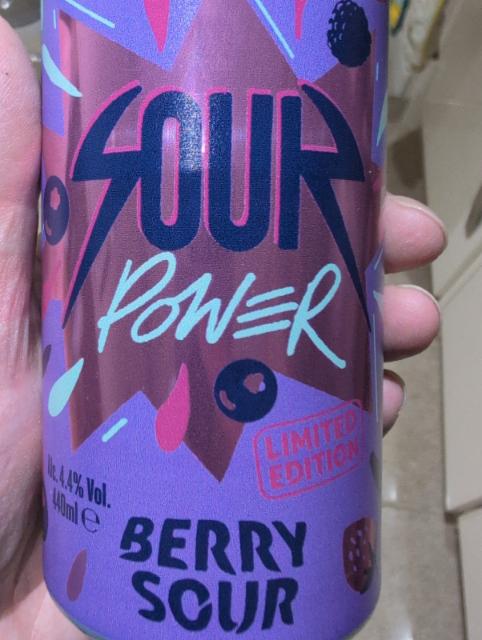 SOUR
POWER
LIMITED
EDITION
Alc. 4.4% Vol.
440ml ℮
BERRY
SOUR